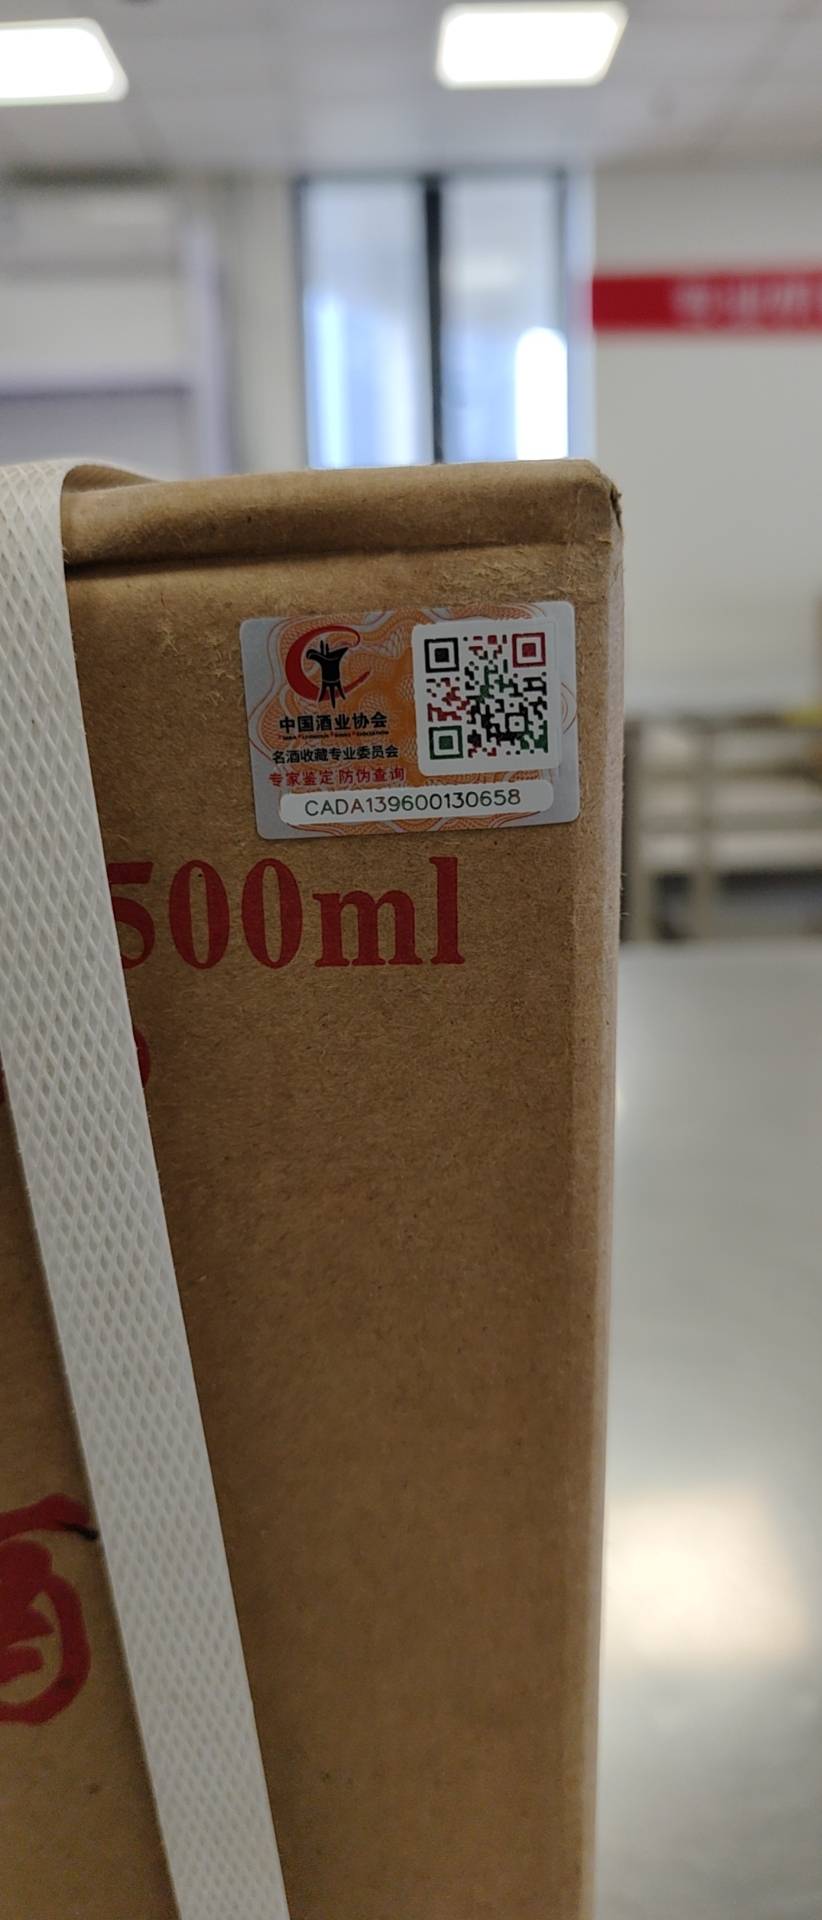 中国酒业协会
名酒收藏专业委员会
专家鉴定 防伪查询
CADA139600130658
500ml
酒